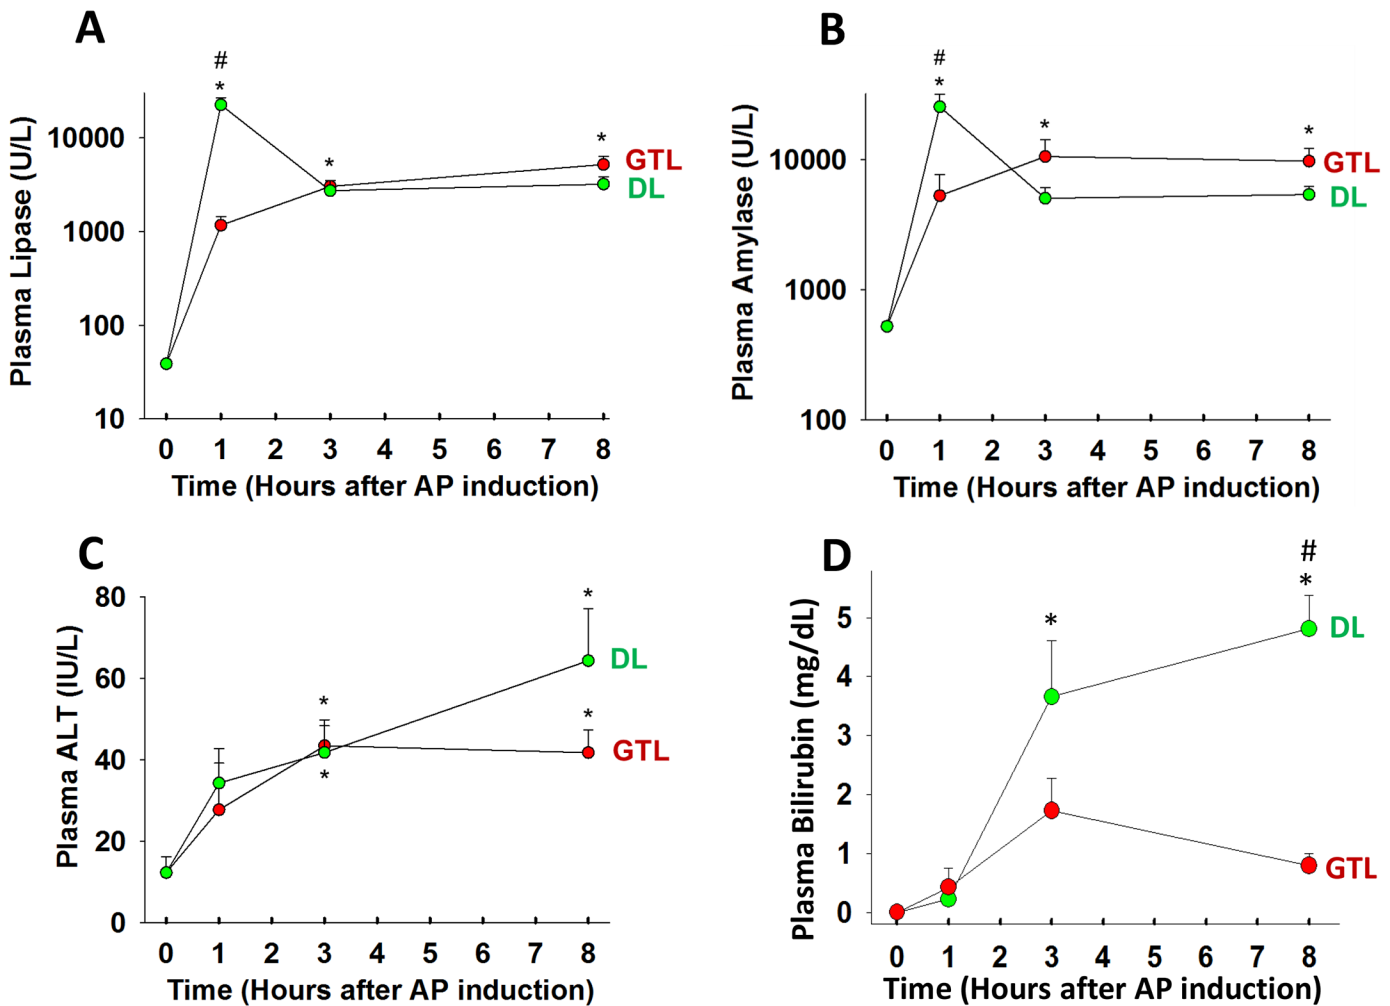 A
#
*
*
*
10000
1000
100
10
Plasma Lipase (U/L)
GTL
DL
0 1 2 3 4 5 6 7 8
Time (Hours after AP induction)
B
#
*
*
*
10000
1000
100
Plasma Amylase (U/L)
GTL
DL
0 1 2 3 4 5 6 7 8
Time (Hours after AP induction)
C
80
60
40
20
0
Plasma ALT (IU/L)
*
*
*
*
DL
GTL
0 1 2 3 4 5 6 7 8
Time (Hours after AP induction)
D
#
*
*
5
4
3
2
1
0
Plasma Bilirubin (mg/dL)
DL
GTL
0 1 2 3 4 5 6 7 8
Time (Hours after AP induction)